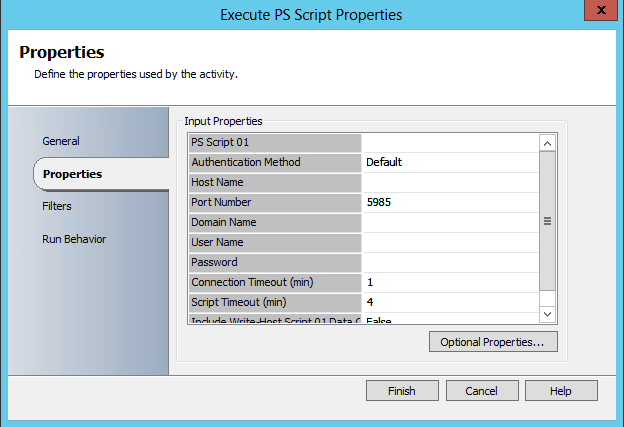 Execute PS Script Properties
x
Properties
Define the properties used by the activity.
General
Properties
Filters
Run Behavior
Input Properties
PS Script 01
Authentication Method Default
Host Name
Port Number 5985
Domain Name
User Name
Password
Connection Timeout (min) 1
Script Timeout (min) 4
Include Write-Host Script 01 Data False
Optional Properties...
Finish Cancel Help